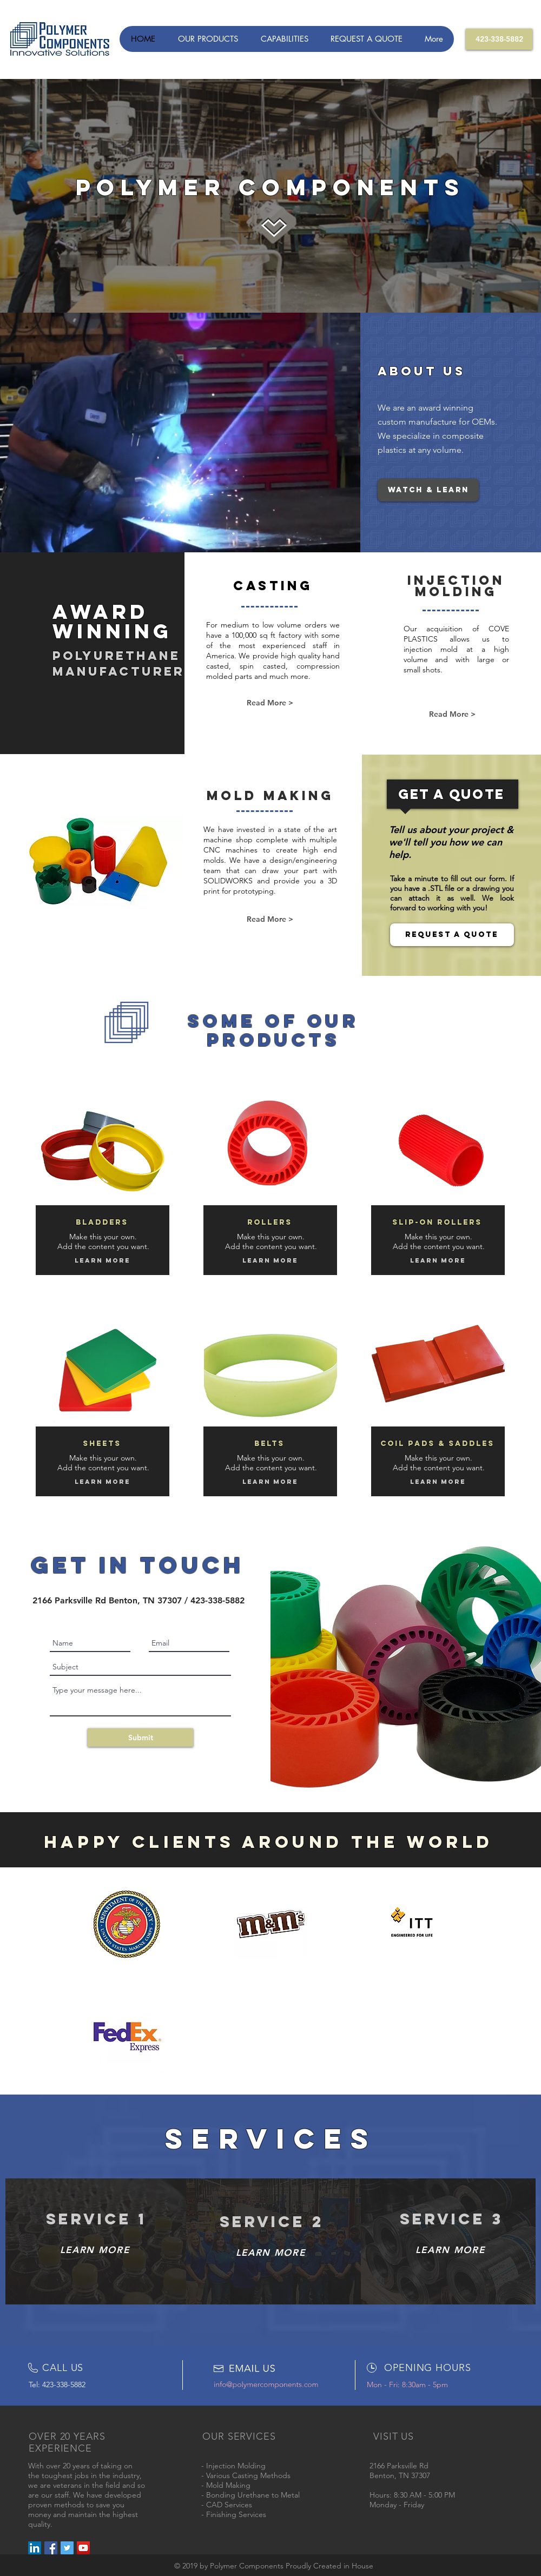 POLYMER
COMPONENTS
Innovative Solutions
HOME
OUR PRODUCTS
CAPABILITIES
REQUEST A QUOTE
More
423-338-5882
POLYMER COMPONENTS
ABOUT US
We are an award winning
custom manufacture for OEMs.
We specialize in composite
plastics at any volume.
WATCH & LEARN
AWARD
WINNING
POLYURETHANE
MANUFACTURER
CASTING
For medium to low volume orders we
have a 100,000 sq ft factory with some
of the most experienced staff in
America. We provide high quality hand
casted, spin casted, compression
molded parts and much more.
Read More >
INJECTION
MOLDING
Our acquisition of COVE
PLASTICS allows us to
injection mold at a high
volume and with large or
small shots.
Read More >
MOLD MAKING
We have invested in a state of the art
machine shop complete with multiple
CNC machines to create high end
molds. We have a design/engineering
team that can draw your part with
SOLIDWORKS and provide you a 3D
print for prototyping.
Read More >
GET A QUOTE
Tell us about your project &
we'll tell you how we can
help.
Take a minute to fill out our form. If
you have a .STL file or a drawing you
can attach it as well. We look
forward to working with you!
REQUEST A QUOTE
SOME OF OUR
PRODUCTS
BLADDERS
Make this your own.
Add the content you want.
LEARN MORE
ROLLERS
Make this your own.
Add the content you want.
LEARN MORE
SLIP-ON ROLLERS
Make this your own.
Add the content you want.
LEARN MORE
SHEETS
Make this your own.
Add the content you want.
LEARN MORE
BELTS
Make this your own.
Add the content you want.
LEARN MORE
COIL PADS & SADDLES
Make this your own.
Add the content you want.
LEARN MORE
GET IN TOUCH
2166 Parksville Rd Benton, TN 37307 / 423-338-5882
Name
Email
Subject
Type your message here...
Submit
HAPPY CLIENTS AROUND THE WORLD
DEPARTMENT OF THE NAVY
UNITED STATES MARINE CORPS
m&m's
ITT
ENGINEERED FOR LIFE
FedEx
Express
SERVICES
SERVICE 1
LEARN MORE
SERVICE 2
LEARN MORE
SERVICE 3
LEARN MORE
CALL US
Tel: 423-338-5882
EMAIL US
info@polymercomponents.com
OPENING HOURS
Mon - Fri: 8:30am - 5pm
OVER 20 YEARS
EXPERIENCE
With over 20 years of taking on
the toughest jobs in the industry,
we are veterans in the field and so
are our staff. We have developed
proven methods to save you
money and maintain the highest
quality.
OUR SERVICES
- Injection Molding
- Various Casting Methods
- Mold Making
- Bonding Urethane to Metal
- CAD Services
- Finishing Services
VISIT US
2166 Parksville Rd
Benton, TN 37307
Hours: 8:30 AM - 5:00 PM
Monday - Friday
© 2019 by Polymer Components Proudly Created in House